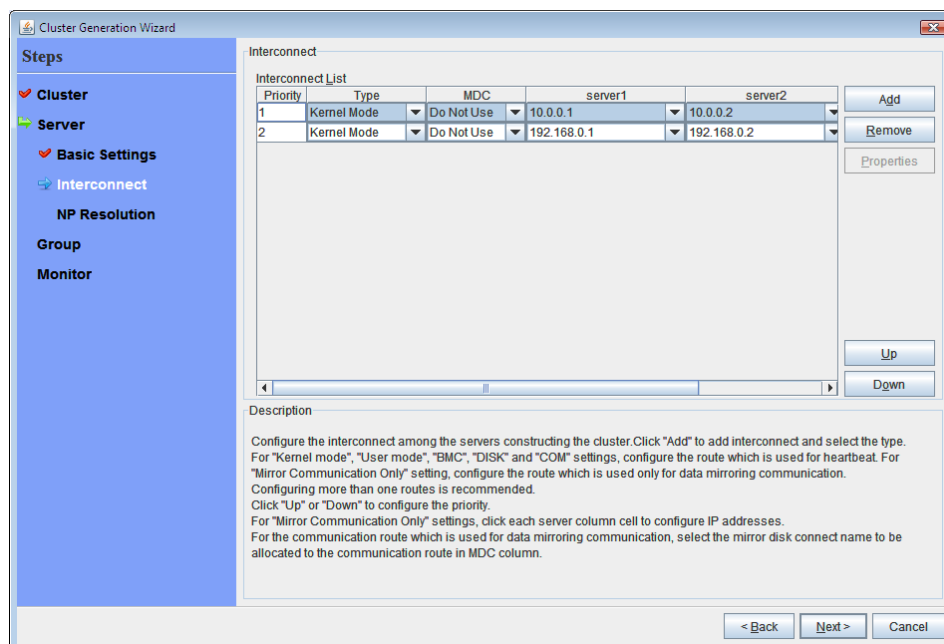 Cluster Generation Wizard
Steps
Cluster
Server
Basic Settings
Interconnect
NP Resolution
Group
Monitor
Interconnect
Interconnect List
Priority Type MDC server1 server2
1 Kernel Mode Do Not Use 10.0.0.1 10.0.0.2
2 Kernel Mode Do Not Use 192.168.0.1 192.168.0.2
Add
Remove
Properties
Up
Down
Description
Configure the interconnect among the servers constructing the cluster.Click "Add" to add interconnect and select the type.
For "Kernel mode", "User mode", "BMC", "DISK" and "COM" settings, configure the route which is used for heartbeat. For
"Mirror Communication Only" setting, configure the route which is used only for data mirroring communication.
Configuring more than one routes is recommended.
Click "Up" or "Down" to configure the priority.
For "Mirror Communication Only" settings, click each server column cell to configure IP addresses.
For the communication route which is used for data mirroring communication, select the mirror disk connect name to be
allocated to the communication route in MDC column.
< Back Next > Cancel